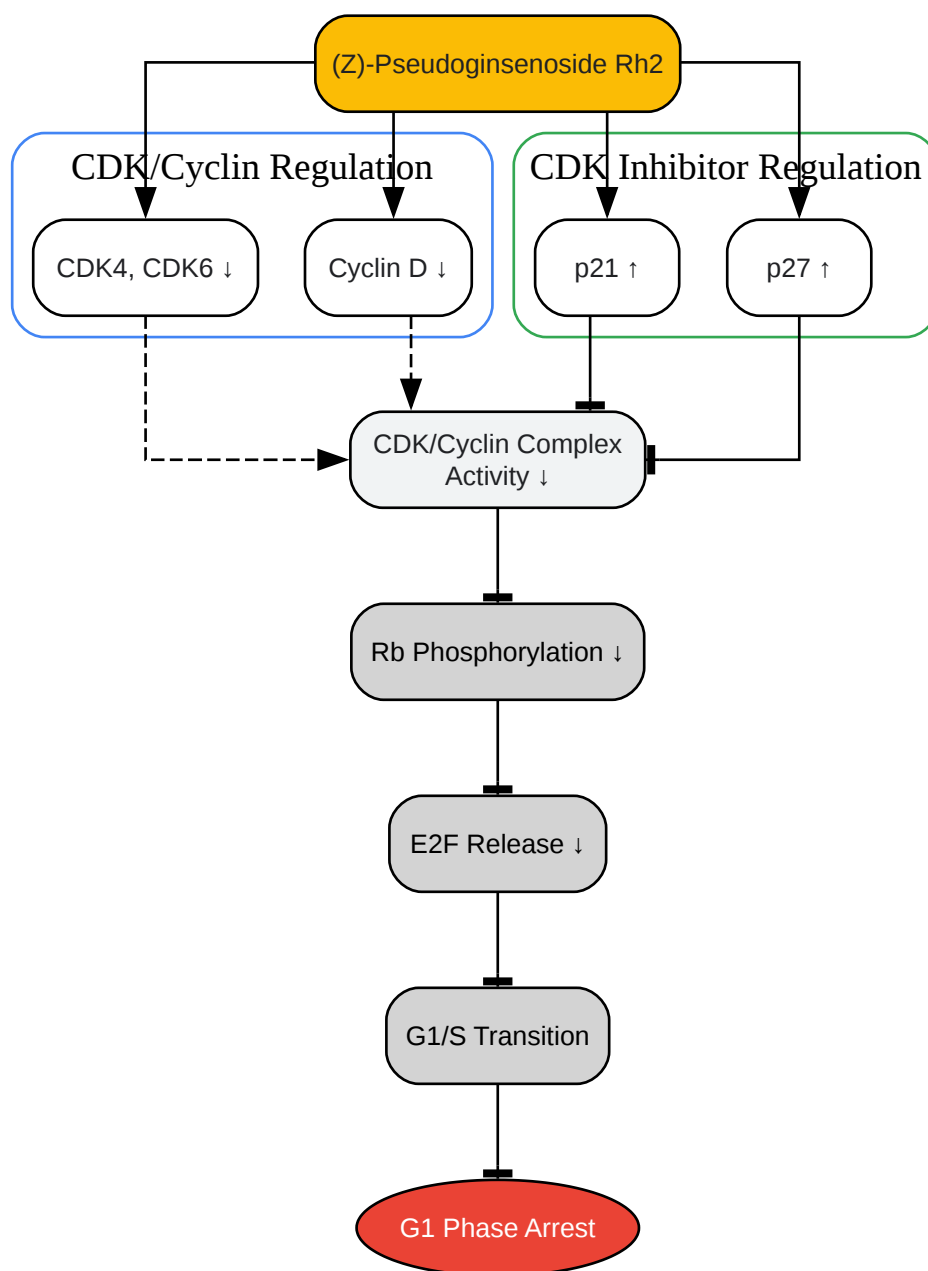 (Z)-Pseudoginsenoside Rh2
CDK/Cyclin Regulation
CDK Inhibitor Regulation
CDK4, CDK6 ↓
Cyclin D ↓
p21 ↑
p27 ↑
CDK/Cyclin Complex
Activity ↓
Rb Phosphorylation ↓
E2F Release ↓
G1/S Transition
G1 Phase Arrest